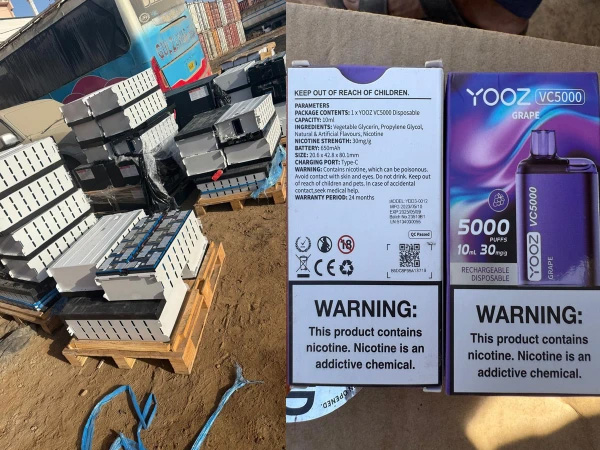 KEEP OUT OF REACH OF CHILDREN.
PARAMETERS
PACKAGE CONTENTS: 1 x YOOZ VC5000 Disposable
CAPACITY: 10ml
INGREDIENTS: Vegetable Glycerin, Propylene Glycol,
Natural & Artificial Flavours, Nicotine
NICOTINE STRENGTH: 30mg/g
BATTERY: 650mAh
SIZE: 20.6 x 42.8 x 80.1mm
CHARGING PORT: Type-C
WARNING: Contains nicotine, which can be poisonous.
Avoid contact with skin and eyes. Do not drink. Keep out
of reach of children and pets. In case of accidental
contact, seek medical help.
WARRANTY PERIOD: 24 months
QC Passed
18
CE
WARNING:
This product contains
nicotine. Nicotine is an
addictive chemical.
OPENED.
YOOZ VC5000
GRAPE
YOOZ VC5000
GRAPE
5000
PUFFS
10mL 30mg/g
RECHARGEABLE
DISPOSABLE
WARNING:
This product contains
nicotine. Nicotine is an
addictive chemical.